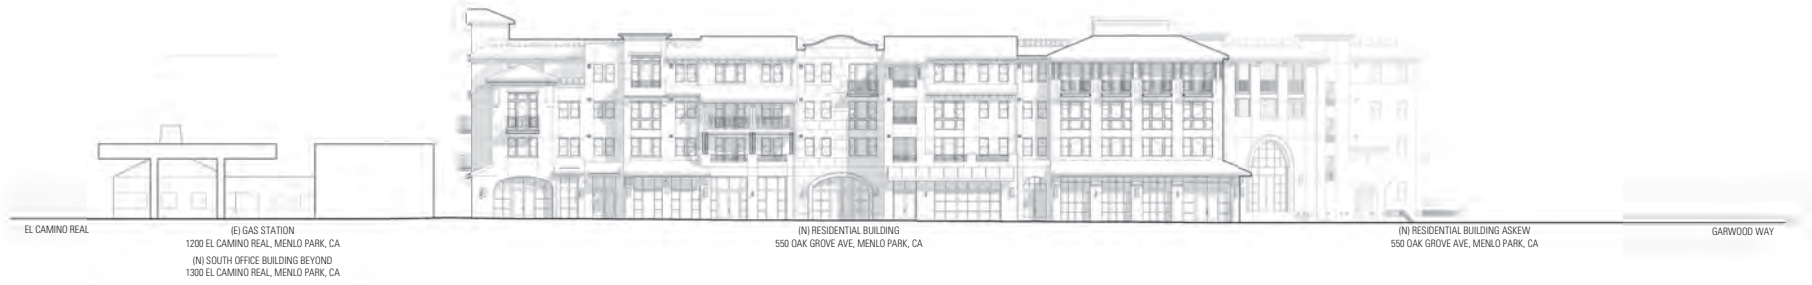 EL CAMINO REAL
(E) GAS STATION
1200 EL CAMINO REAL, MENLO PARK, CA
(N) SOUTH OFFICE BUILDING BEYOND
1300 EL CAMINO REAL, MENLO PARK, CA
(N) RESIDENTIAL BUILDING
550 OAK GROVE AVE, MENLO PARK, CA
(N) RESIDENTIAL BUILDING ASKEW
550 OAK GROVE AVE, MENLO PARK, CA
GARWOOD WAY